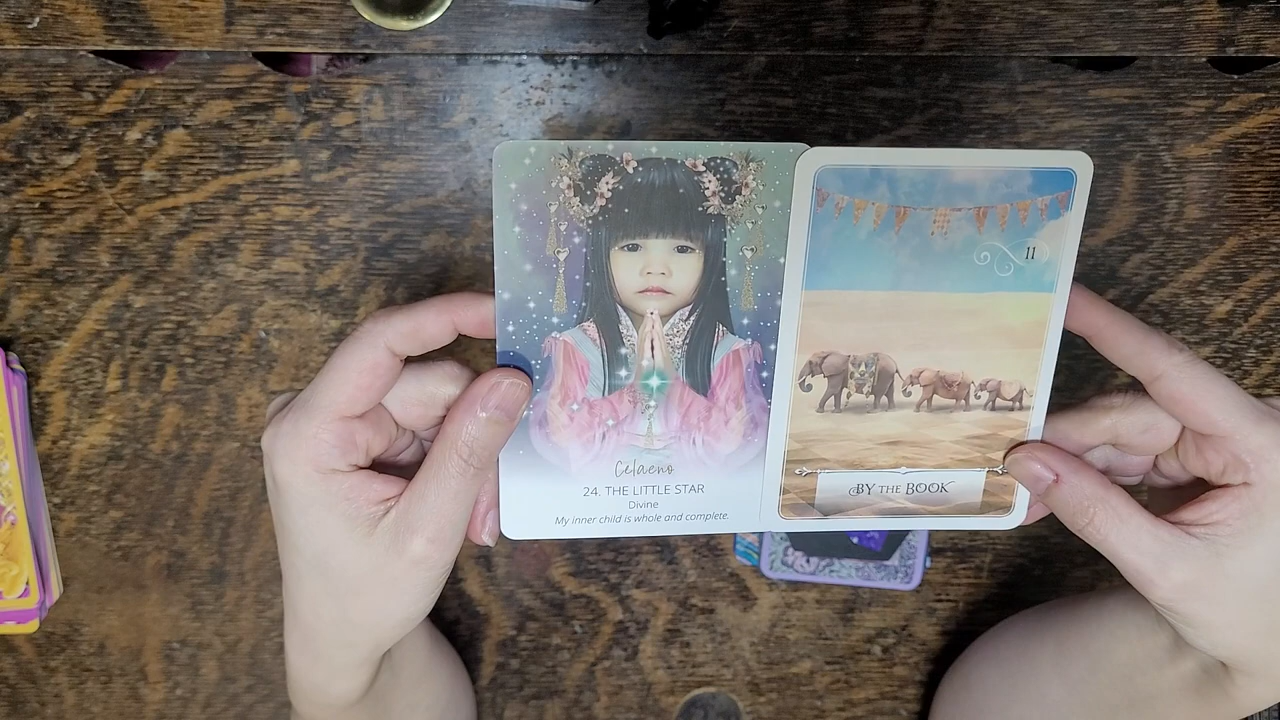 Celaeno
24. THE LITTLE STAR
Divine
My inner child is whole and complete.
11
BY THE BOOK